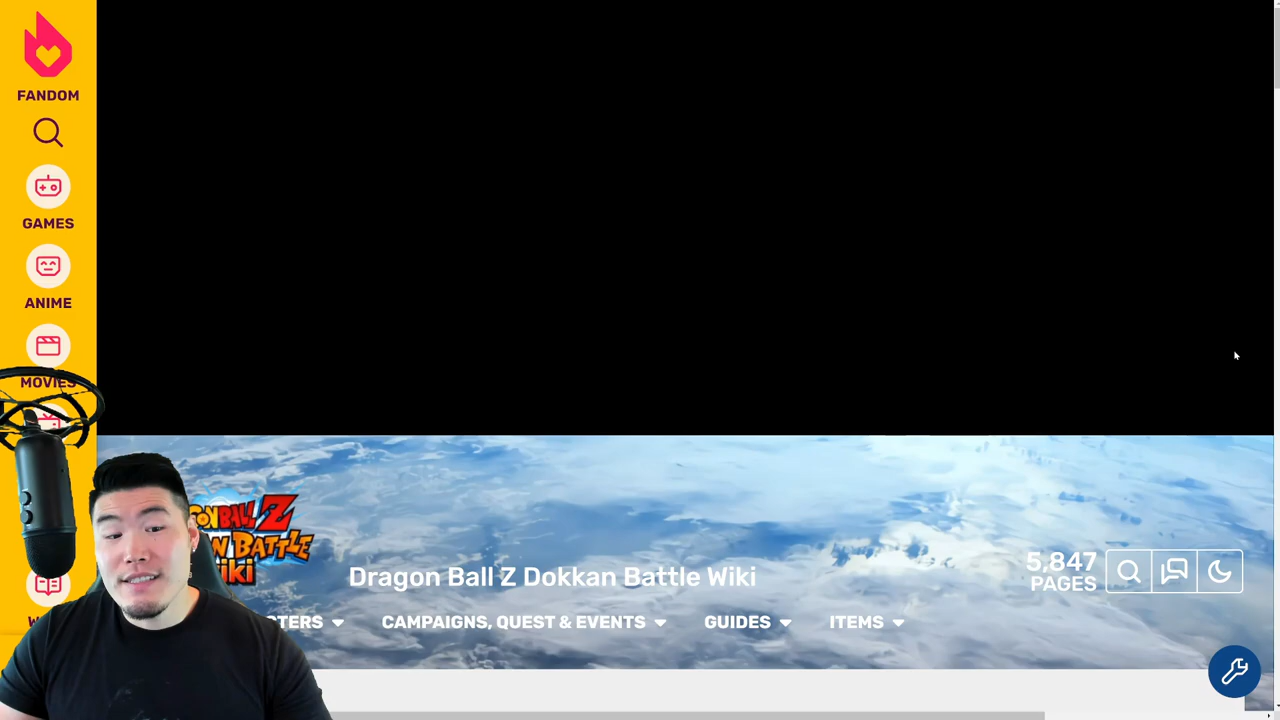 FANDOM
GAMES
ANIME
MOVIES
Dragon Ball Z Dokkan Battle Wiki
5,847
PAGES
CAMPAIGNS, QUEST & EVENTS
GUIDES
ITEMS